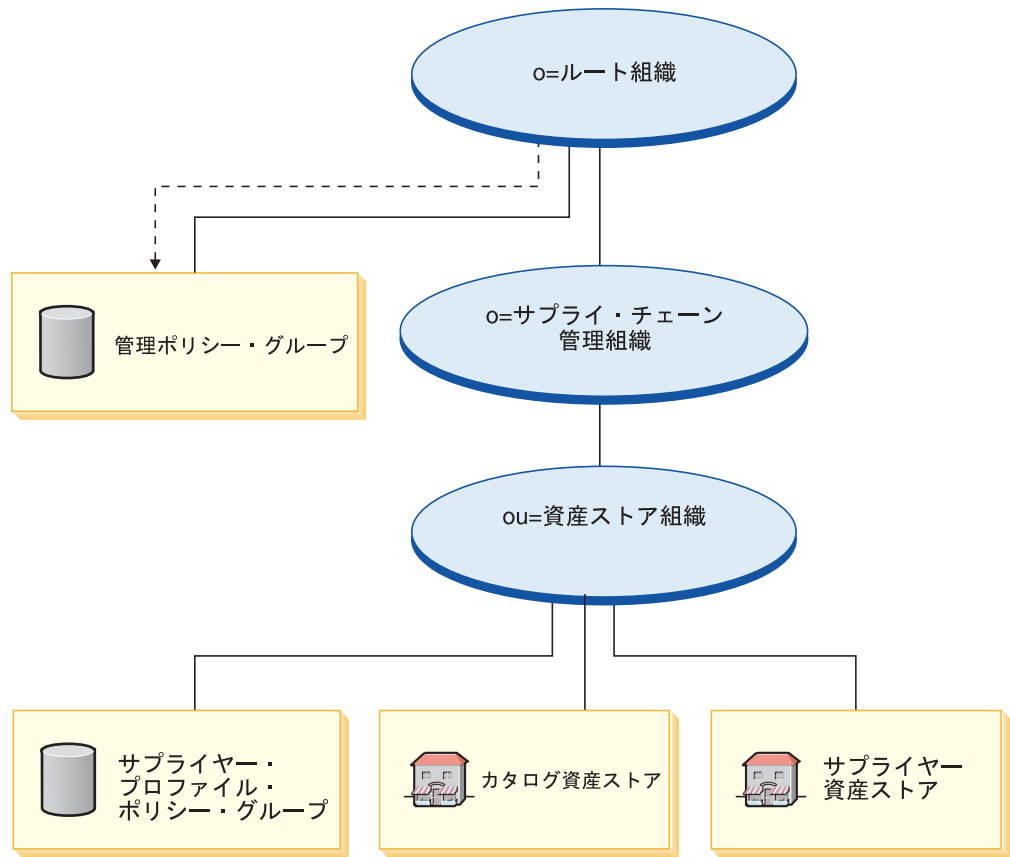 o=ルート組織
管理ポリシー・グループ
o=サプライ・チェーン
管理組織
ou=資産ストア組織
サプライヤー・
プロファイル・
ポリシー・グループ
カタログ資産ストア
サプライヤー
資産ストア